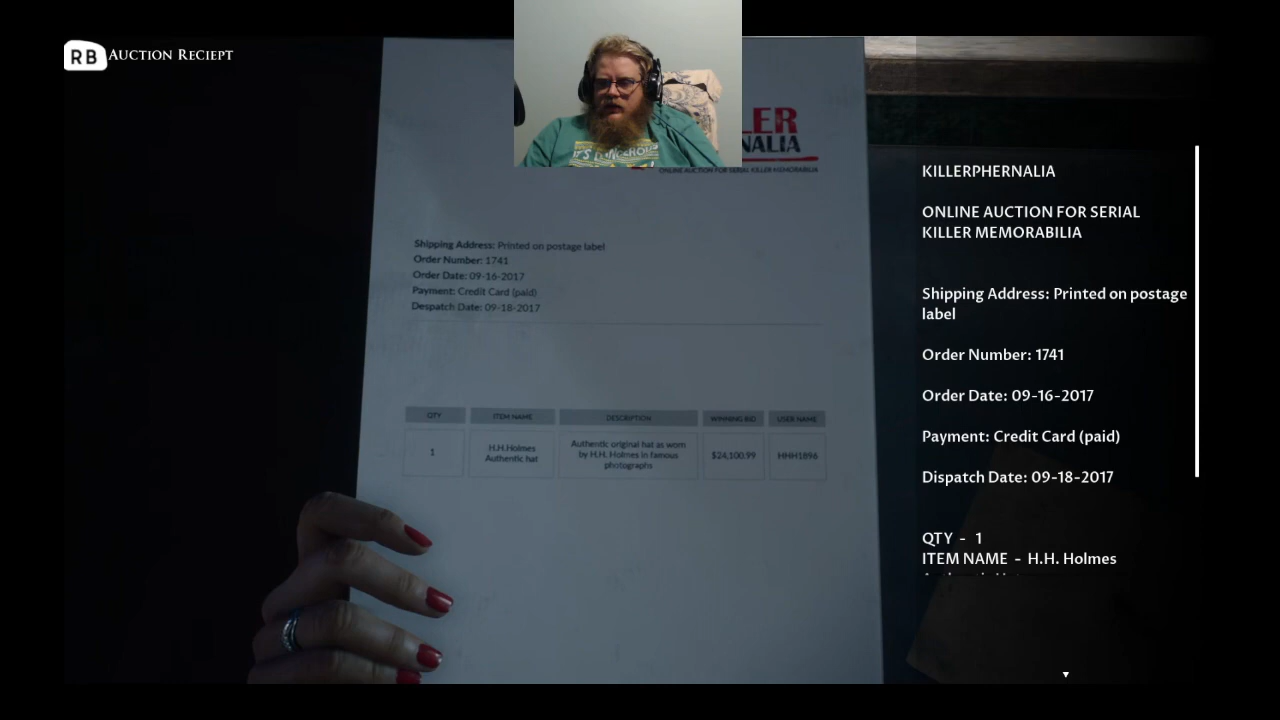 RB AUCTION RECIEPT
IT'S DANGEROUS
LER
NALIA
ONLINE AUCTION FOR SERIAL KILLER MEMORABILIA
Shipping Address: Printed on postage label
Order Number: 1741
Order Date: 09-16-2017
Payment: Credit Card (paid)
Despatch Date: 09-18-2017
QTY ITEM NAME DESCRIPTION WINNING BID USER NAME
1 H.H.Holmes Authentic hat Authentic original hat as worn by H.H. Holmes in famous photographs $24,100.99 HHH1896
KILLERPHERNALIA
ONLINE AUCTION FOR SERIAL
KILLER MEMORABILIA
Shipping Address: Printed on postage
label
Order Number: 1741
Order Date: 09-16-2017
Payment: Credit Card (paid)
Dispatch Date: 09-18-2017
QTY - 1
ITEM NAME - H.H. Holmes